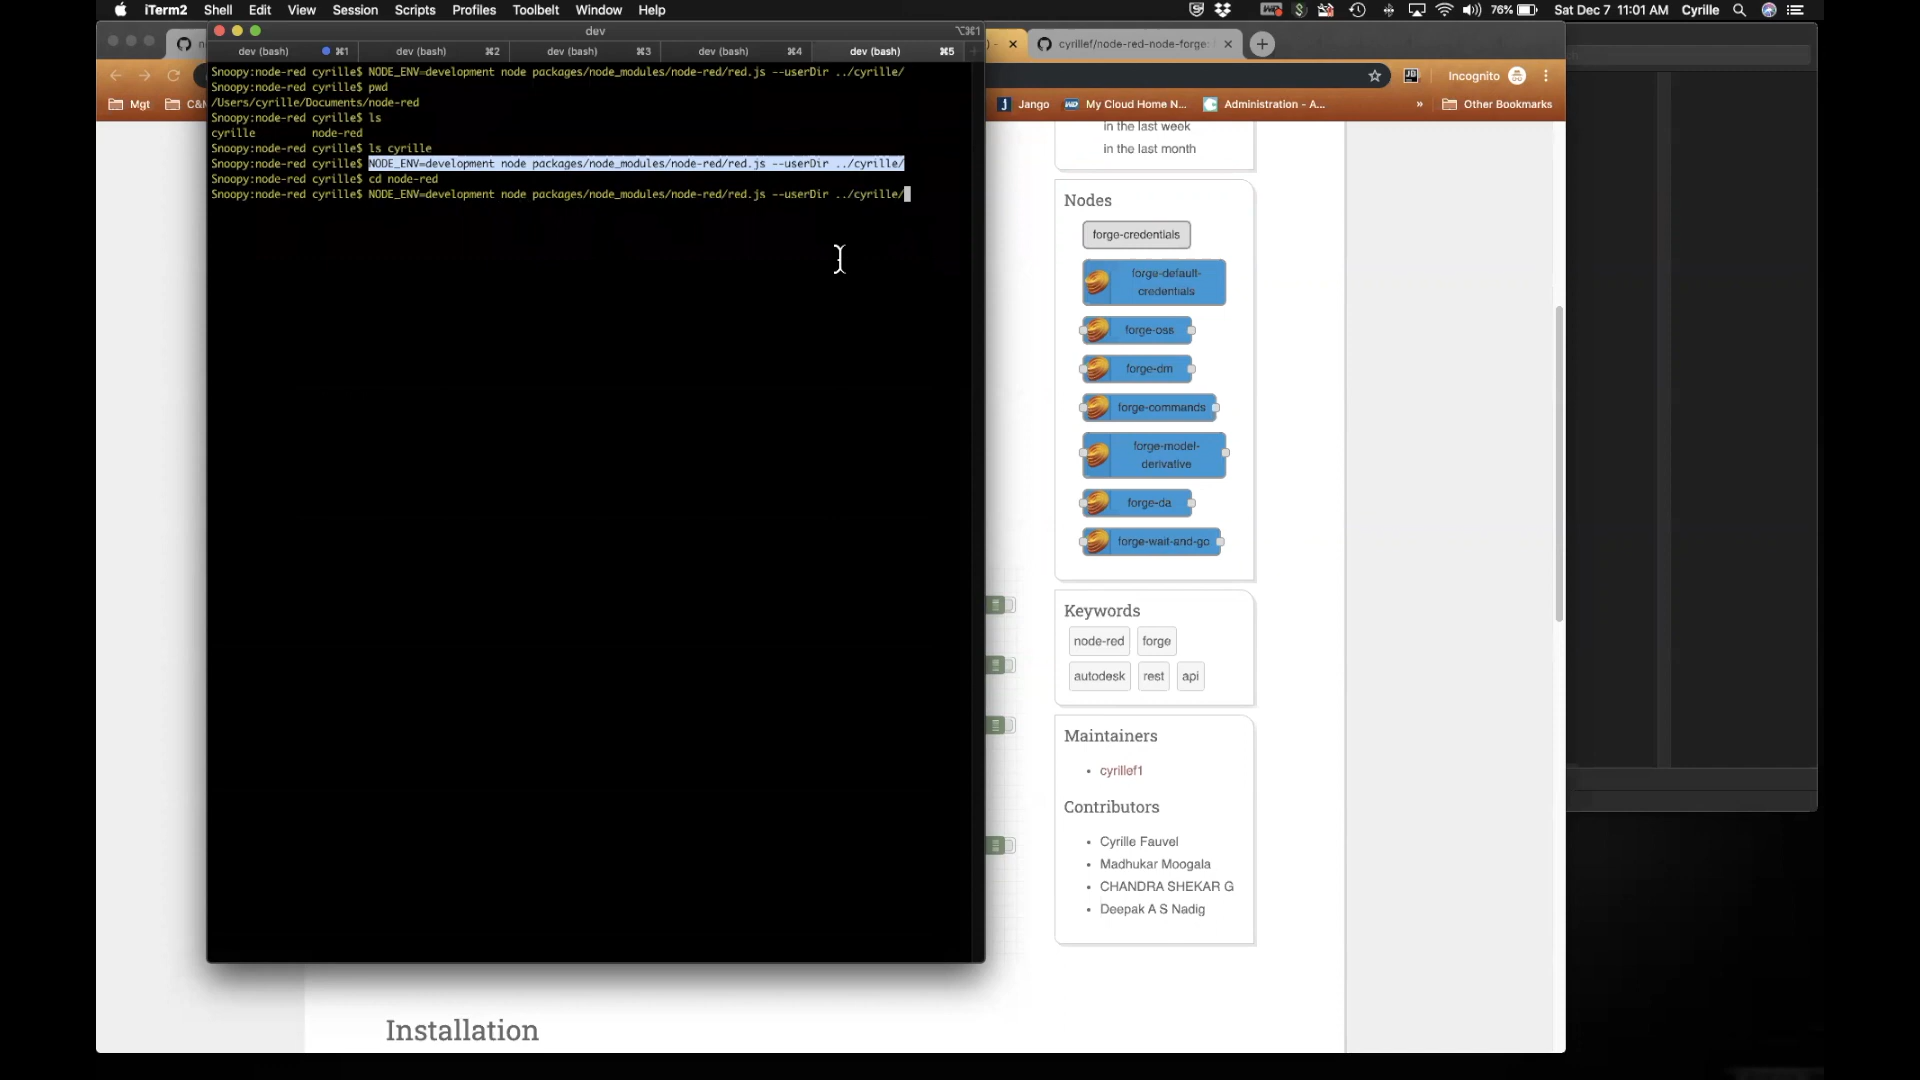 iTerm2 Shell Edit View Session Scripts Profiles Toolbelt Window Help 76% Sat Dec 7 11:01 AM Cyrille
dev ⌥⌘1
dev (bash) ⌘1 dev (bash) ⌘2 dev (bash) ⌘3 dev (bash) ⌘4 dev (bash) ⌘5
cyrillef/node-red-node-forge:
Incognito
Mgt
Jango My Cloud Home N... Administration - A... » Other Bookmarks
Snoopy:node-red cyrille$ NODE_ENV=development node packages/node_modules/node-red/red.js --userDir ../cyrille/
Snoopy:node-red cyrille$ pwd
/Users/cyrille/Documents/node-red
Snoopy:node-red cyrille$ ls
cyrille node-red
Snoopy:node-red cyrille$ ls cyrille
Snoopy:node-red cyrille$ NODE_ENV=development node packages/node_modules/node-red/red.js --userDir ../cyrille/
Snoopy:node-red cyrille$ cd node-red
Snoopy:node-red cyrille$ NODE_ENV=development node packages/node_modules/node-red/red.js --userDir ../cyrille/
in the last week
in the last month
Nodes
forge-credentials
forge-default-
credentials
forge-oss
forge-dm
forge-commands
forge-model-
derivative
forge-da
forge-wait-and-go
Keywords
node-red forge
autodesk rest api
Maintainers
• cyrillef1
Contributors
• Cyrille Fauvel
• Madhukar Moogala
• CHANDRA SHEKAR G
• Deepak A S Nadig
Installation